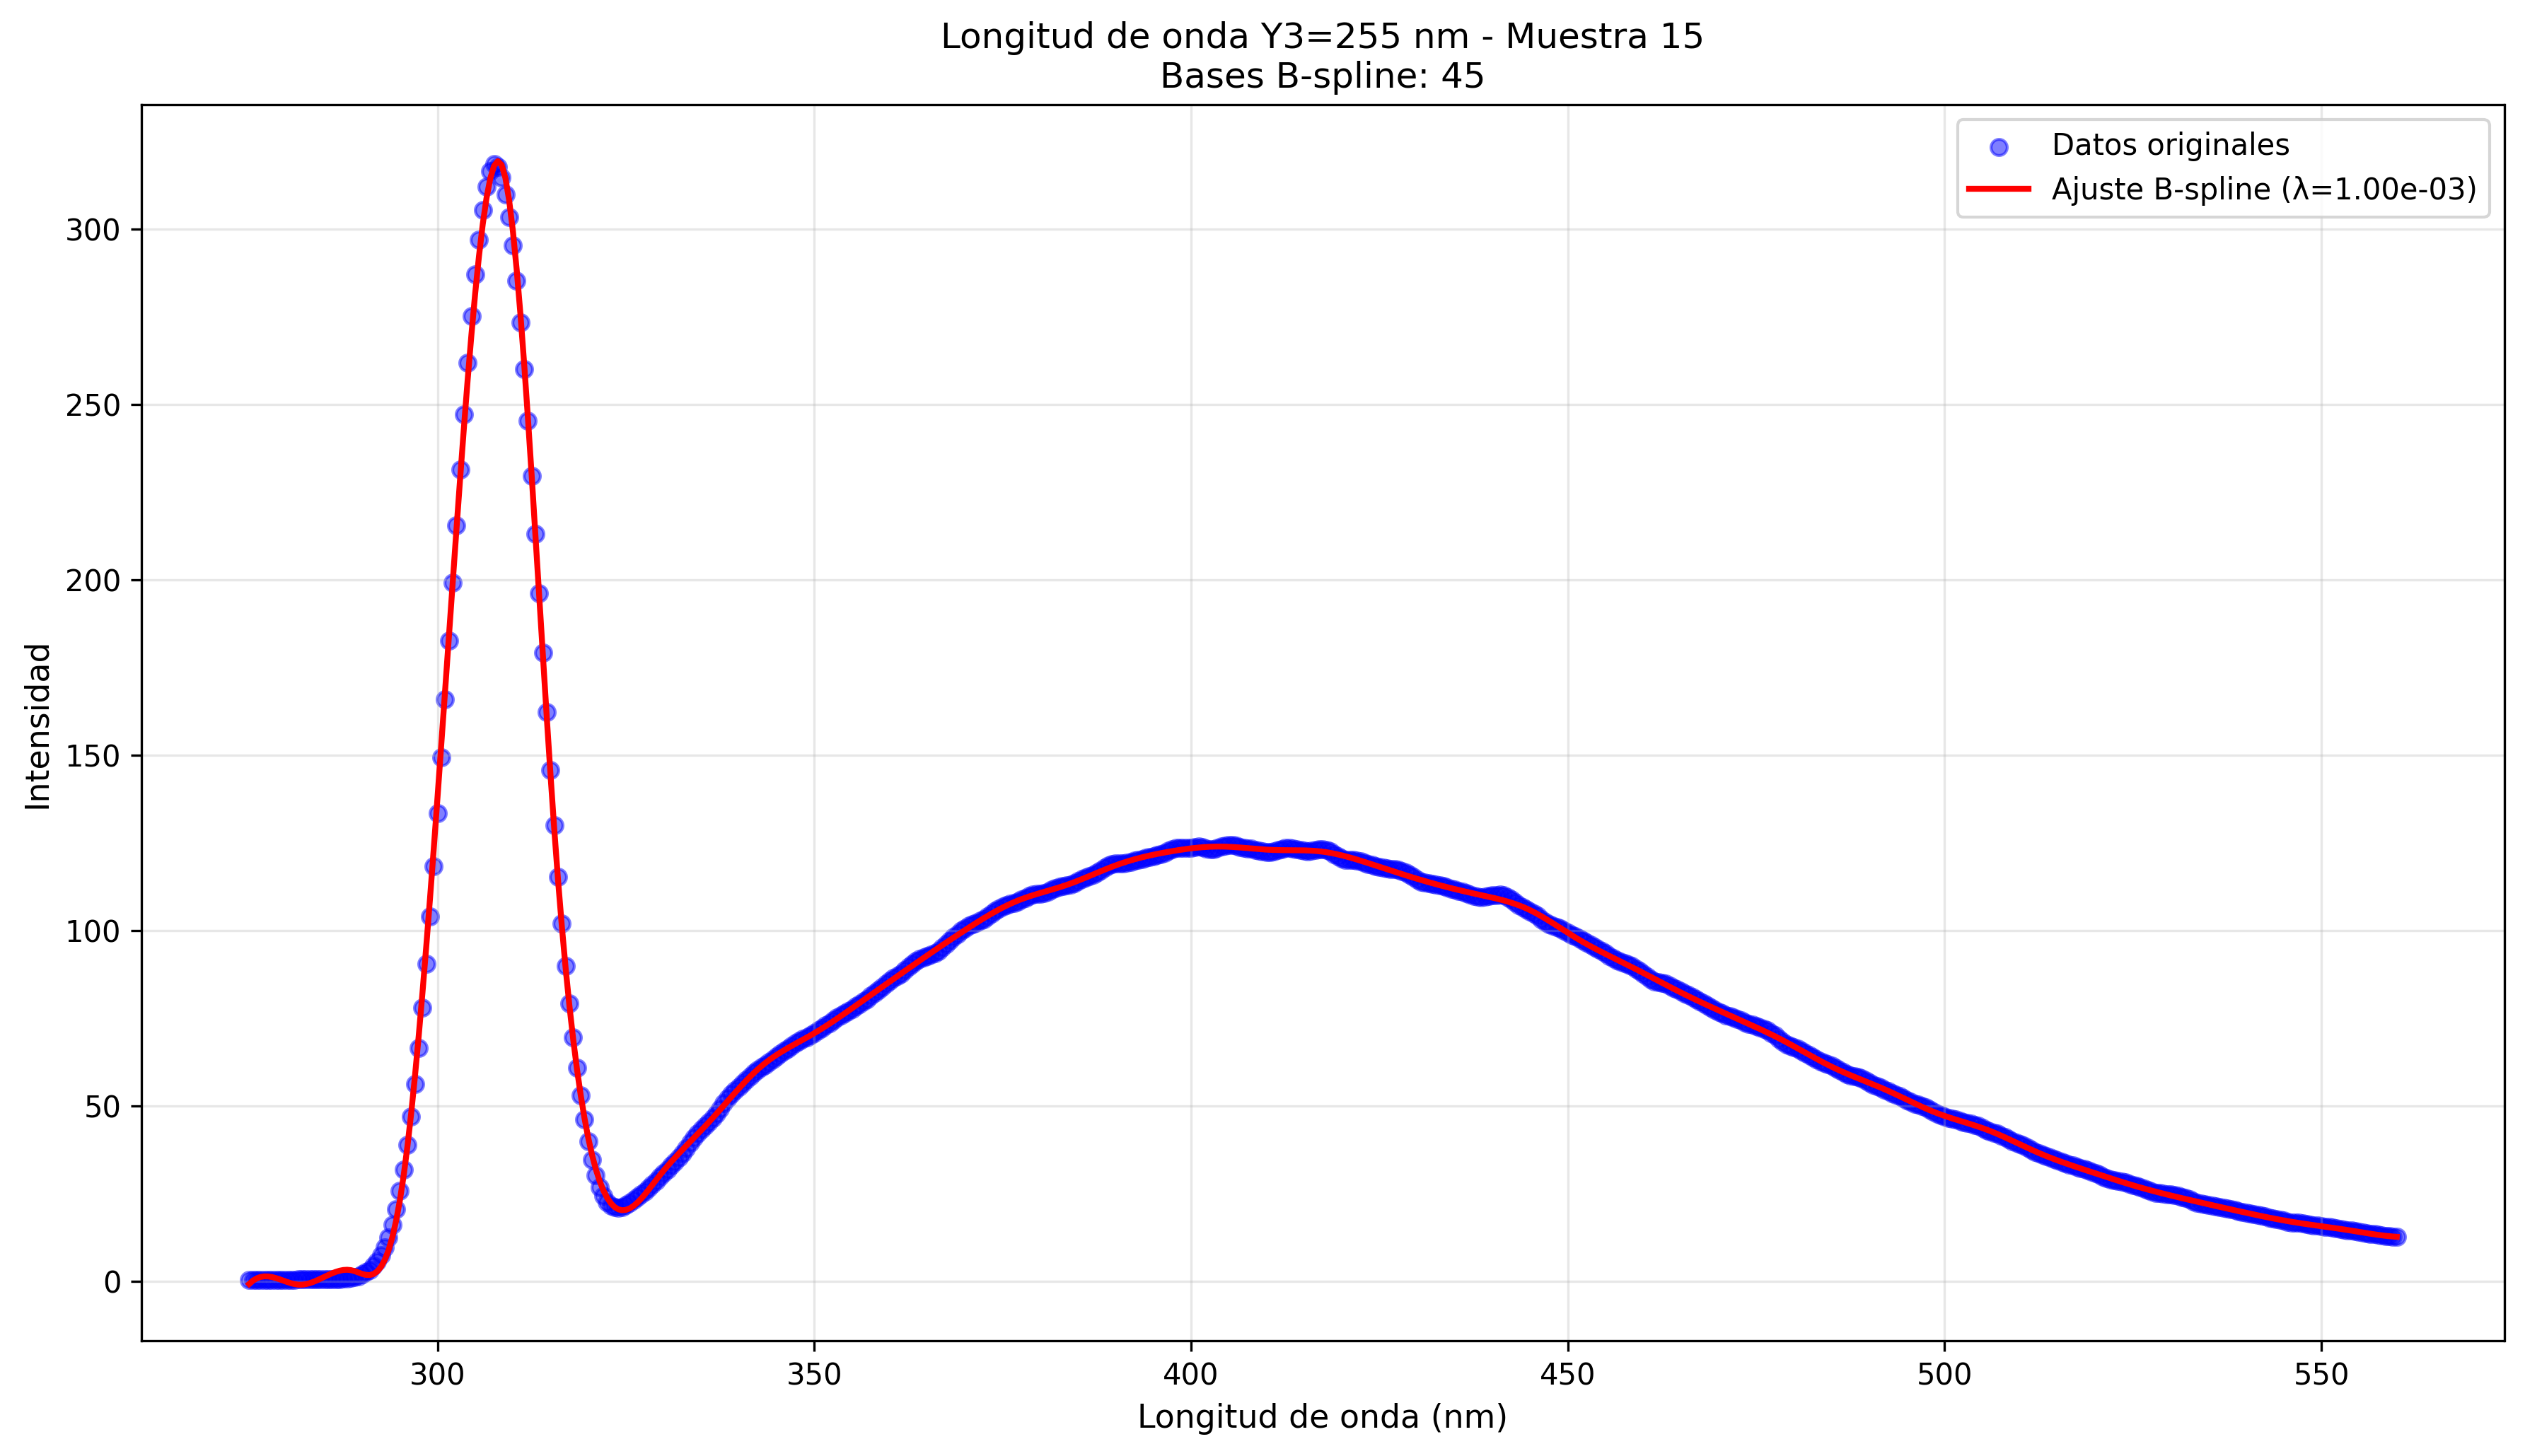 Longitud de onda Y3=255 nm - Muestra 15
Bases B-spline: 45
Datos originales
Ajuste B-spline (λ=1.00e-03)
Intensidad
300
250
200
150
100
50
0
300 350 400 450 500 550
Longitud de onda (nm)